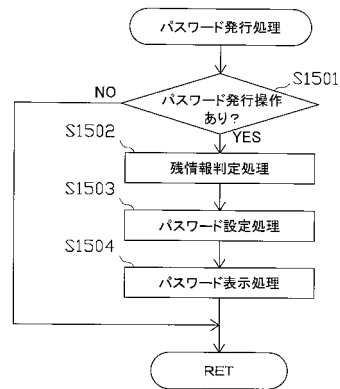 パスワード発行処理
S1501
NO
パスワード発行操作
あり?
YES
S1502
残情報判定処理
S1503
パスワード設定処理
S1504
パスワード表示処理
RET